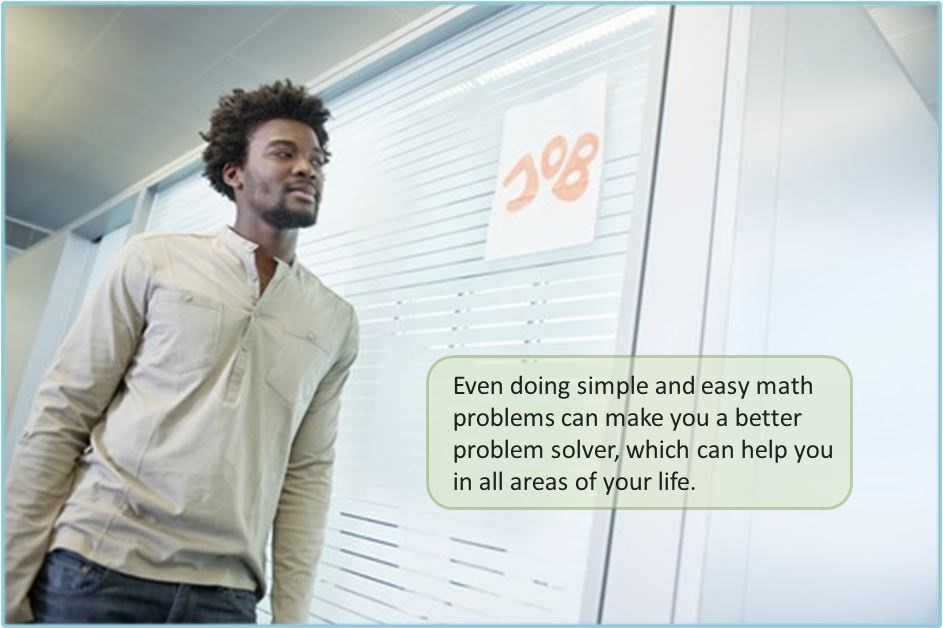 Even doing simple and easy math
problems can make you a better
problem solver, which can help you
in all areas of your life.